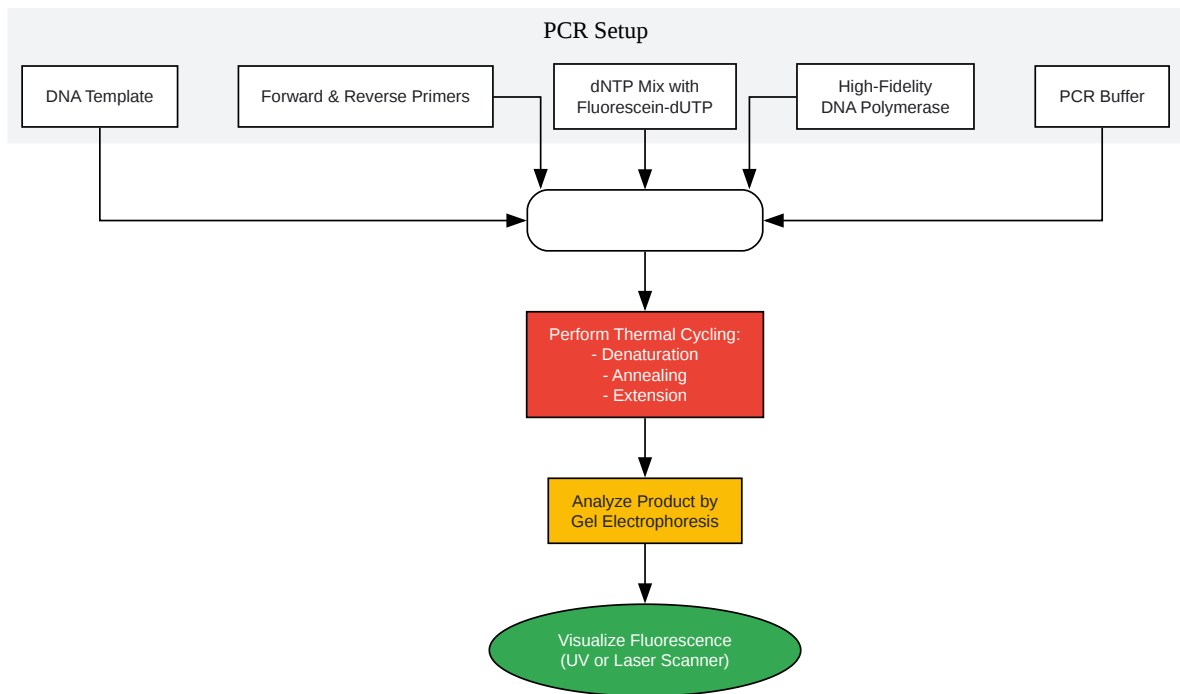 PCR Setup
DNA Template
Forward & Reverse Primers
dNTP Mix with
Fluorescein-dUTP
High-Fidelity
DNA Polymerase
PCR Buffer
Perform Thermal Cycling:
- Denaturation
- Annealing
- Extension
Analyze Product by
Gel Electrophoresis
Visualize Fluorescence
(UV or Laser Scanner)